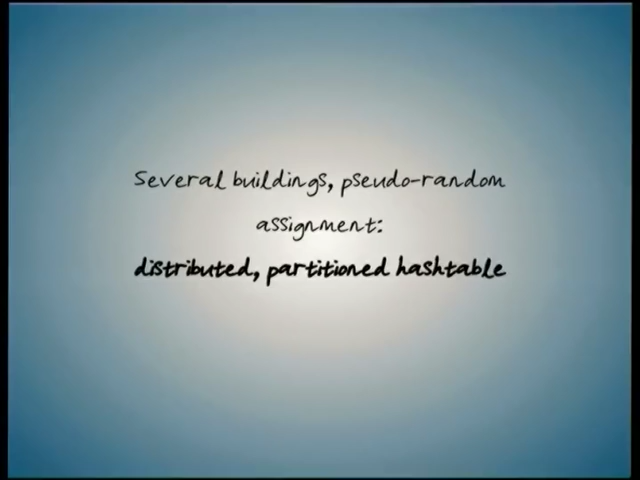 Several buildings, pseudo-random
assignment:
distributed, partitioned hashtable